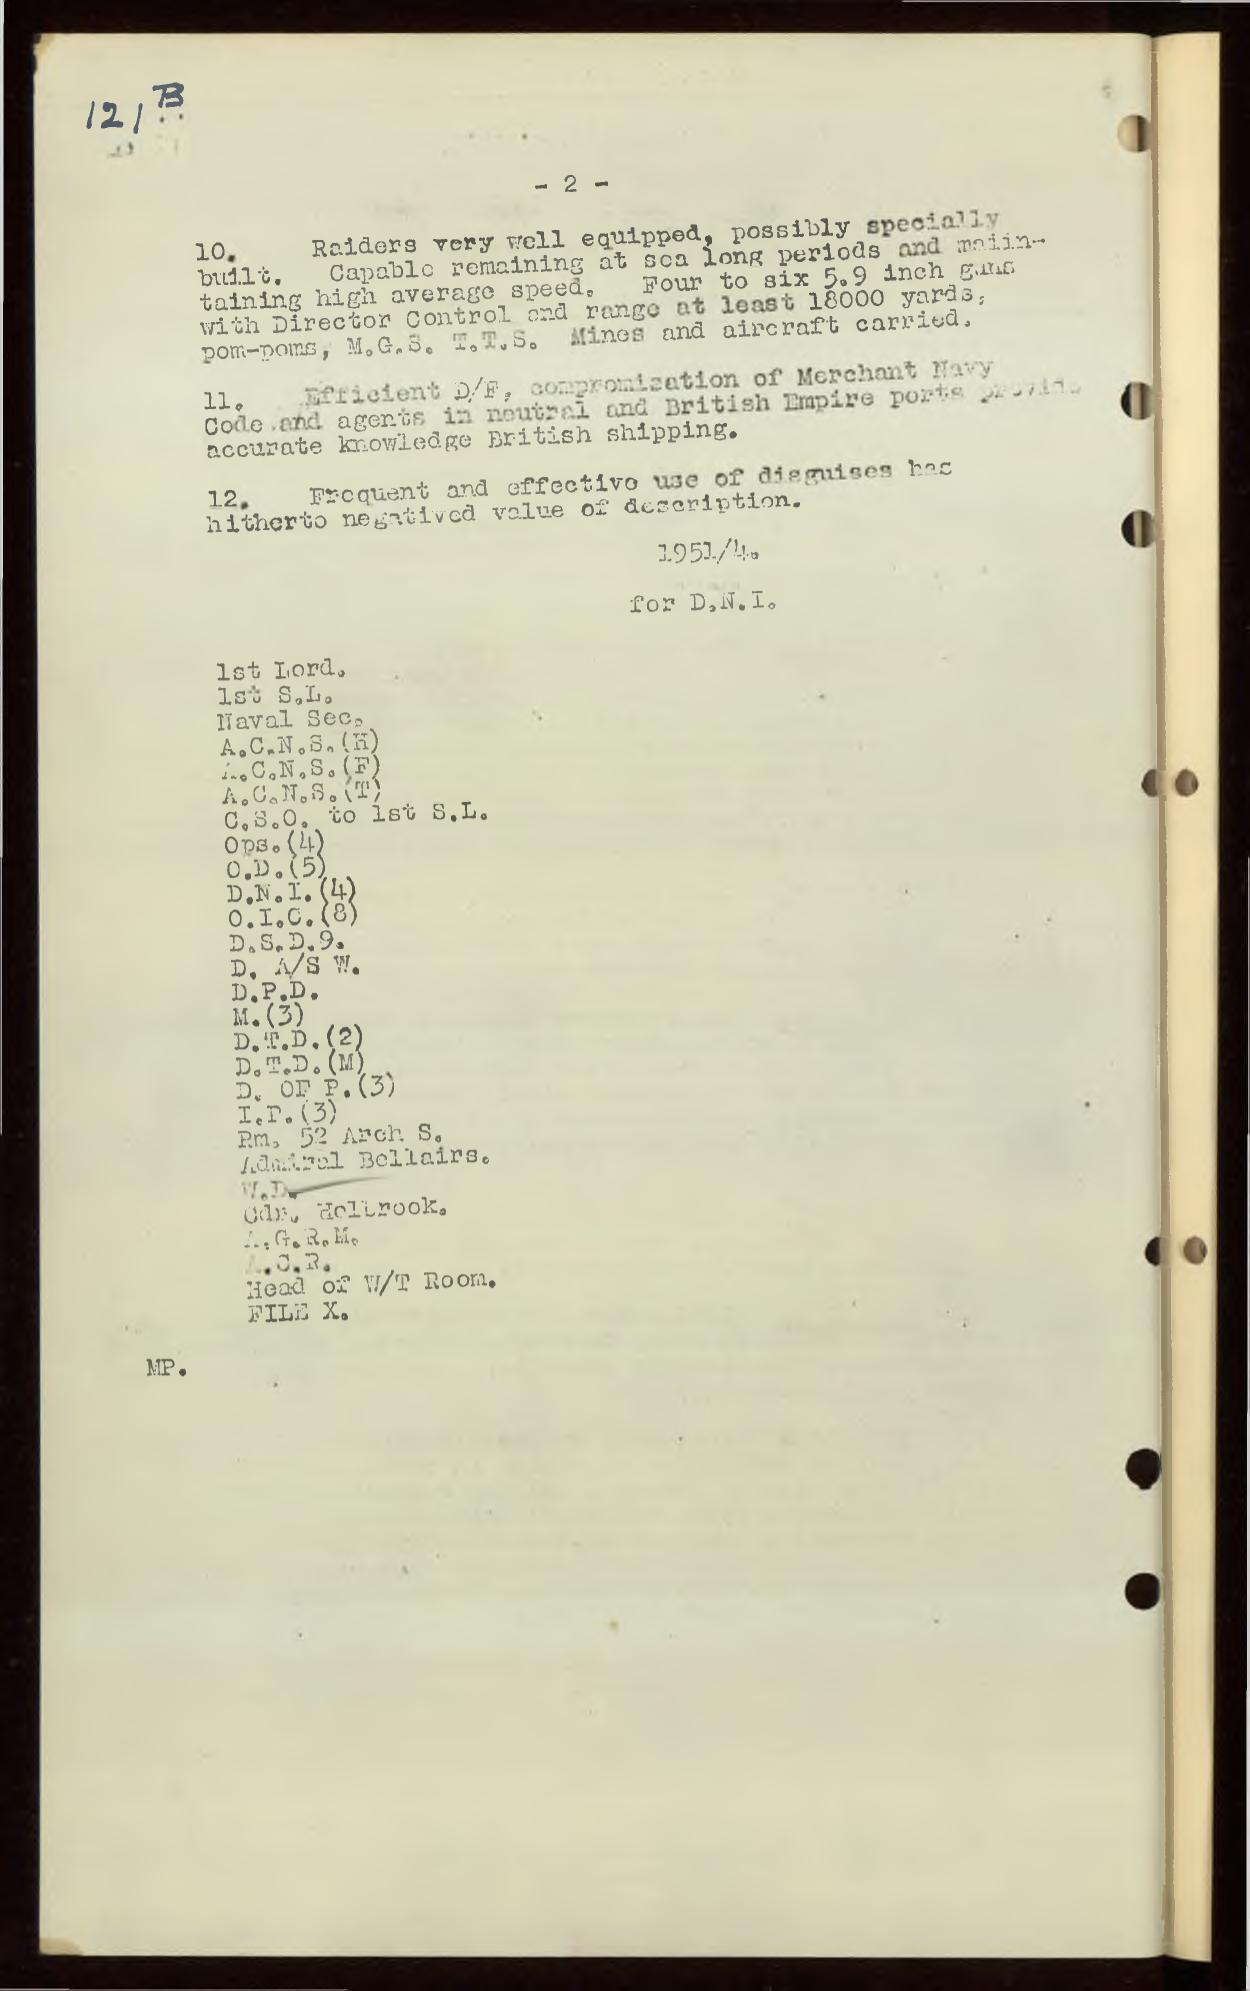 121 B
- 2 -
10. Raiders very well equipped, possibly specially
built. Capable remaining at sea long periods and main-
taining high average speed. Four to six 5.9 inch guns
with Director Control and range at least 18000 yards,
pom-poms, M.G.S. T.T.S. Mines and aircraft carried.
11. Efficient D/F, compromization of Merchant Navy
Code and agents in neutral and British Empire ports provide
accurate knowledge British shipping.
12. Frequent and effective use of disguises has
hitherto negatived value of description.
1951/4.
for D.N.I.
1st Lord.
1st S.L.
Naval Sec.
A.C.N.S.(H)
A.C.N.S.(F)
A.C.N.S.(T)
C.S.O. to 1st S.L.
Ops.(4)
O.D.(5)
D.N.I.(4)
O.I.C.(8)
D.S.D.9.
D. A/S W.
D.P.D.
M.(3)
D.T.D.(2)
D.T.D.(M)
D. OF P.(3)
I.P.(3)
Rm. 52 Arch S.
Admiral Bellairs.
W.D.
Cdr. Holbrook.
A.G.R.M.
A.C.R.
Head of W/T Room.
FILE X.
MP.